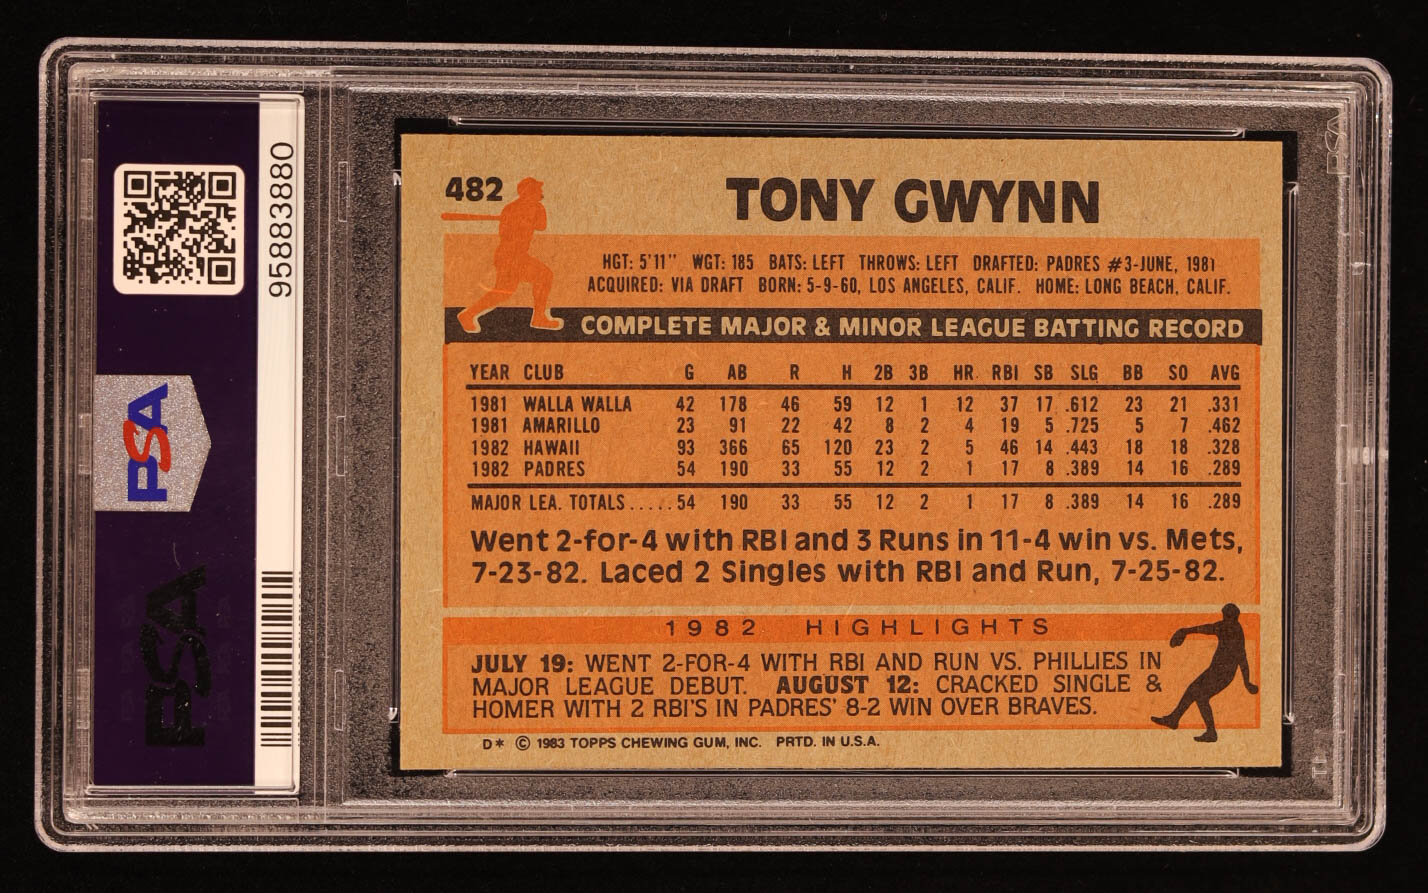 95883880
PSA
PSA
482
TONY GWYNN
HGT: 5'11" WGT: 185 BATS: LEFT THROWS: LEFT DRAFTED: PADRES #3-JUNE, 1981
ACQUIRED: VIA DRAFT BORN: 5-9-60, LOS ANGELES, CALIF. HOME: LONG BEACH, CALIF.
COMPLETE MAJOR & MINOR LEAGUE BATTING RECORD
YEAR CLUB G AB R H 2B 3B HR RBI SB SLG BB SO AVG
1981 WALLA WALLA 42 178 46 59 12 1 12 37 17 .612 23 21 .331
1981 AMARILLO 23 91 22 42 8 2 4 19 5 .725 5 7 .462
1982 HAWAII 93 366 65 120 23 2 5 46 14 .443 18 18 .328
1982 PADRES 54 190 33 55 12 2 1 17 8 .389 14 16 .289
MAJOR LEA. TOTALS ..... 54 190 33 55 12 2 1 17 8 .389 14 16 .289
Went 2-for-4 with RBI and 3 Runs in 11-4 win vs. Mets,
7-23-82. Laced 2 Singles with RBI and Run, 7-25-82.
1982 HIGHLIGHTS
JULY 19: WENT 2-FOR-4 WITH RBI AND RUN VS. PHILLIES IN
MAJOR LEAGUE DEBUT. AUGUST 12: CRACKED SINGLE &
HOMER WITH 2 RBI'S IN PADRES' 8-2 WIN OVER BRAVES.
D* © 1983 TOPPS CHEWING GUM, INC. PRTD. IN U.S.A.